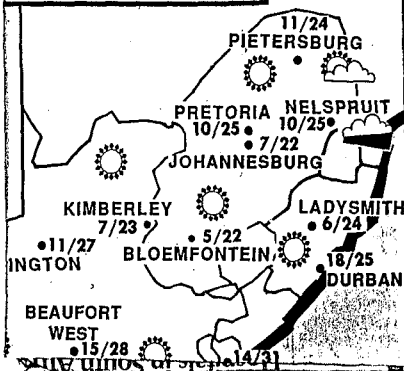 11/24
PIETERSBURG
PRETORIA
10/25
NELSPRUIT
10/25
7/22
JOHANNESBURG
KIMBERLEY
7/23
LADYSMITH
6/24
5/22
BLOEMFONTEIN
11/27
INGTON
18/25
DURBAN
BEAUFORT
WEST
15/28
14/31